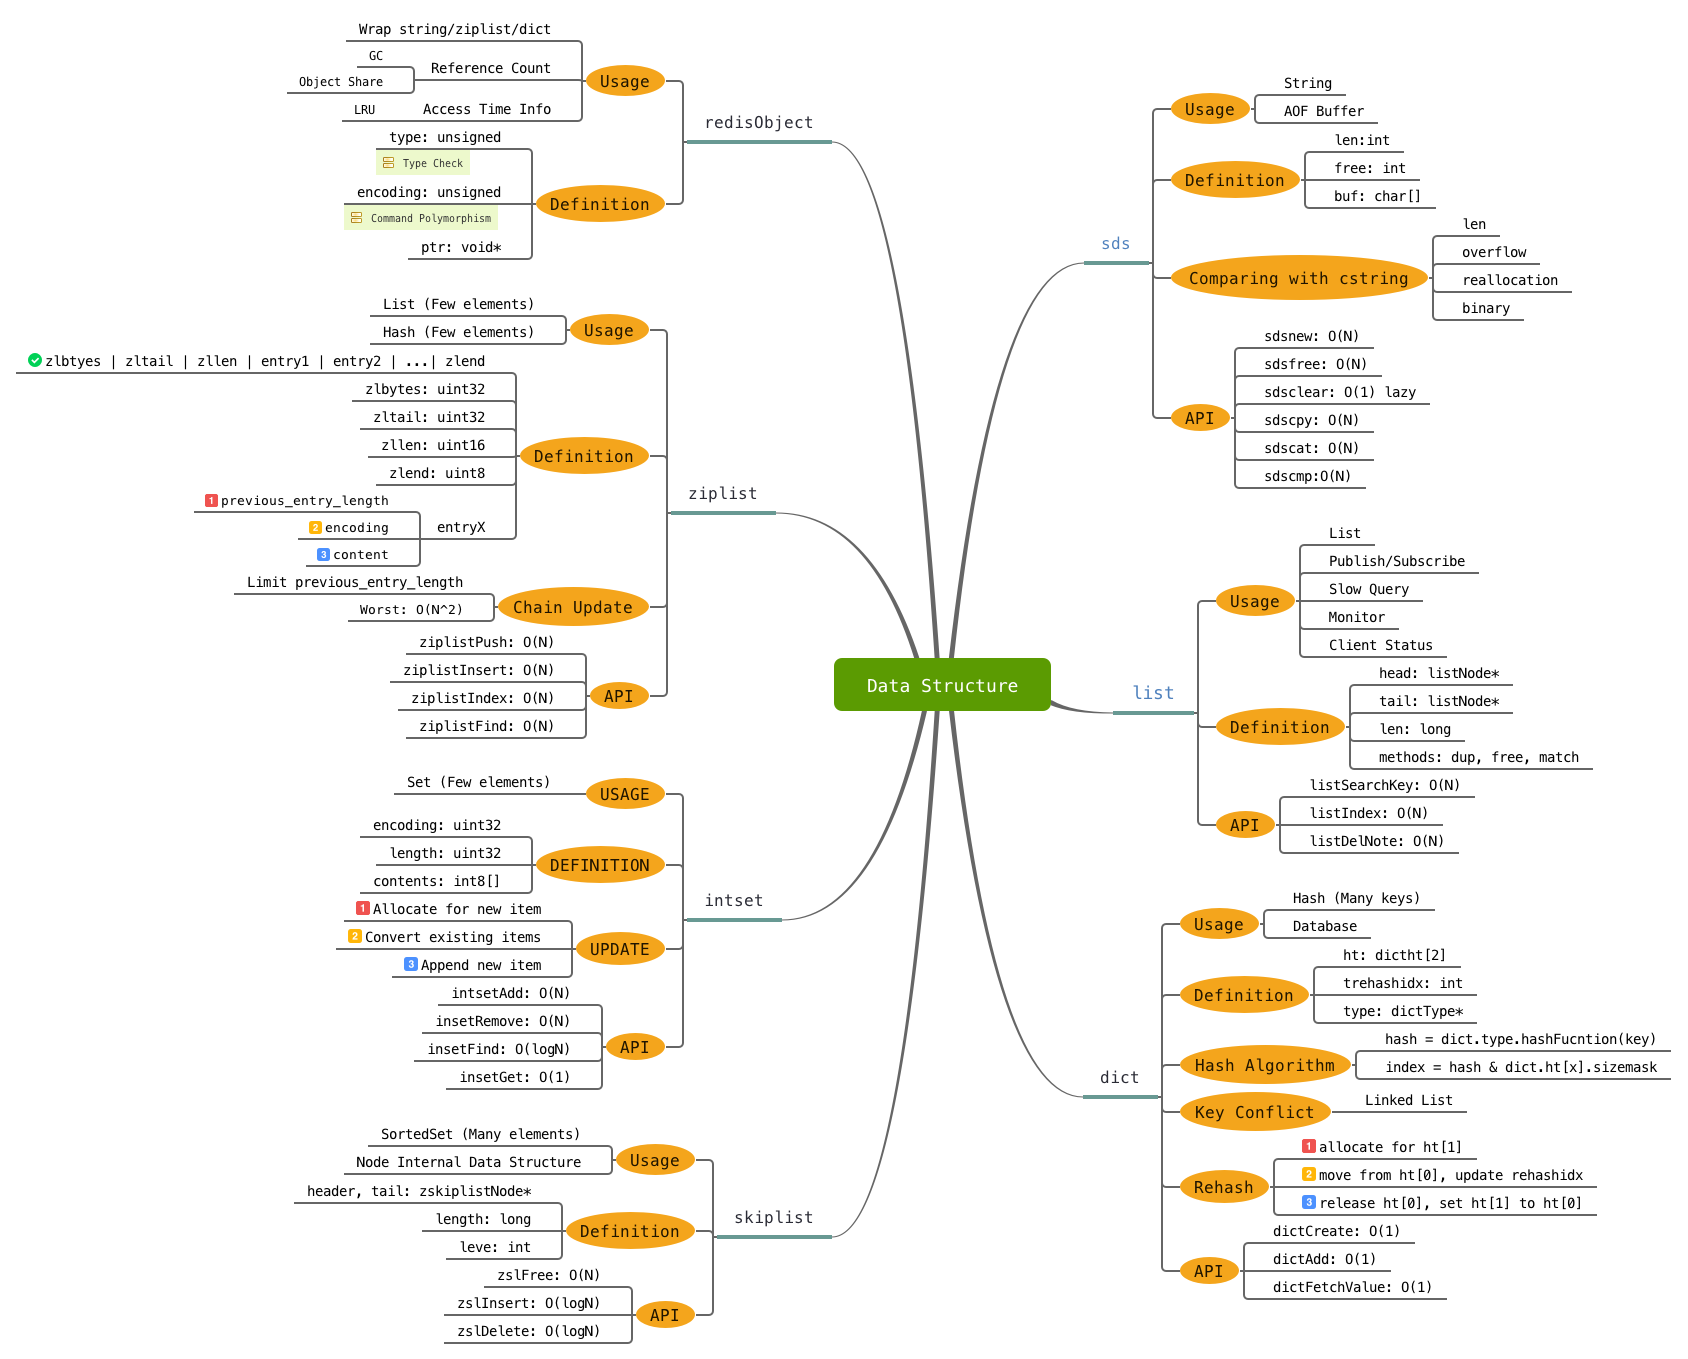 Data Structure
redisObject
Usage
Wrap string/ziplist/dict
Reference Count
GC
Object Share
Access Time Info
LRU
Definition
type: unsigned
Type Check
encoding: unsigned
Command Polymorphism
ptr: void*
ziplist
Usage
List (Few elements)
Hash (Few elements)
Definition
zlbtyes | zltail | zllen | entry1 | entry2 | ...| zlend
zlbytes: uint32
zltail: uint32
zllen: uint16
zlend: uint8
entryX
1 previous_entry_length
2 encoding
3 content
Chain Update
Limit previous_entry_length
Worst: O(N^2)
API
ziplistPush: O(N)
ziplistInsert: O(N)
ziplistIndex: O(N)
ziplistFind: O(N)
intset
USAGE
Set (Few elements)
DEFINITION
encoding: uint32
length: uint32
contents: int8[]
UPDATE
1 Allocate for new item
2 Convert existing items
3 Append new item
API
intsetAdd: O(N)
insetRemove: O(N)
insetFind: O(logN)
insetGet: O(1)
skiplist
Usage
SortedSet (Many elements)
Node Internal Data Structure
Definition
header, tail: zskiplistNode*
length: long
leve: int
API
zslFree: O(N)
zslInsert: O(logN)
zslDelete: O(logN)
sds
Usage
String
AOF Buffer
Definition
len:int
free: int
buf: char[]
Comparing with cstring
len
overflow
reallocation
binary
API
sdsnew: O(N)
sdsfree: O(N)
sdsclear: O(1) lazy
sdscpy: O(N)
sdscat: O(N)
sdscmp:O(N)
list
Usage
List
Publish/Subscribe
Slow Query
Monitor
Client Status
Definition
head: listNode*
tail: listNode*
len: long
methods: dup, free, match
API
listSearchKey: O(N)
listIndex: O(N)
listDelNote: O(N)
dict
Usage
Hash (Many keys)
Database
Definition
ht: dictht[2]
trehashidx: int
type: dictType*
Hash Algorithm
hash = dict.type.hashFucntion(key)
index = hash & dict.ht[x].sizemask
Key Conflict
Linked List
Rehash
1 allocate for ht[1]
2 move from ht[0], update rehashidx
3 release ht[0], set ht[1] to ht[0]
API
dictCreate: O(1)
dictAdd: O(1)
dictFetchValue: O(1)